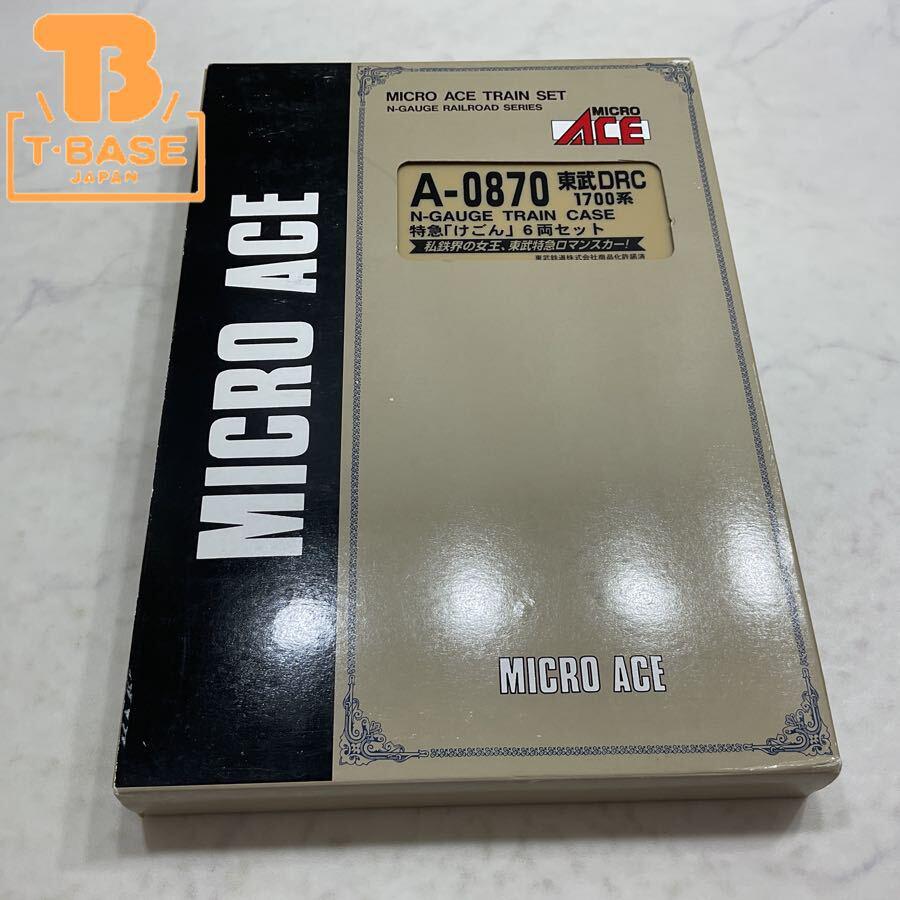 T·BASE
JAPAN
MICRO ACE
MICRO ACE TRAIN SET
N-GAUGE RAILROAD SERIES
MICRO
ACE
A-0870 東武DRC
1700系
N-GAUGE TRAIN CASE
特急「けごん」6両セット
私鉄界の女王、東武特急ロマンスカー!
東武鉄道株式会社商品化許諾済
MICRO ACE